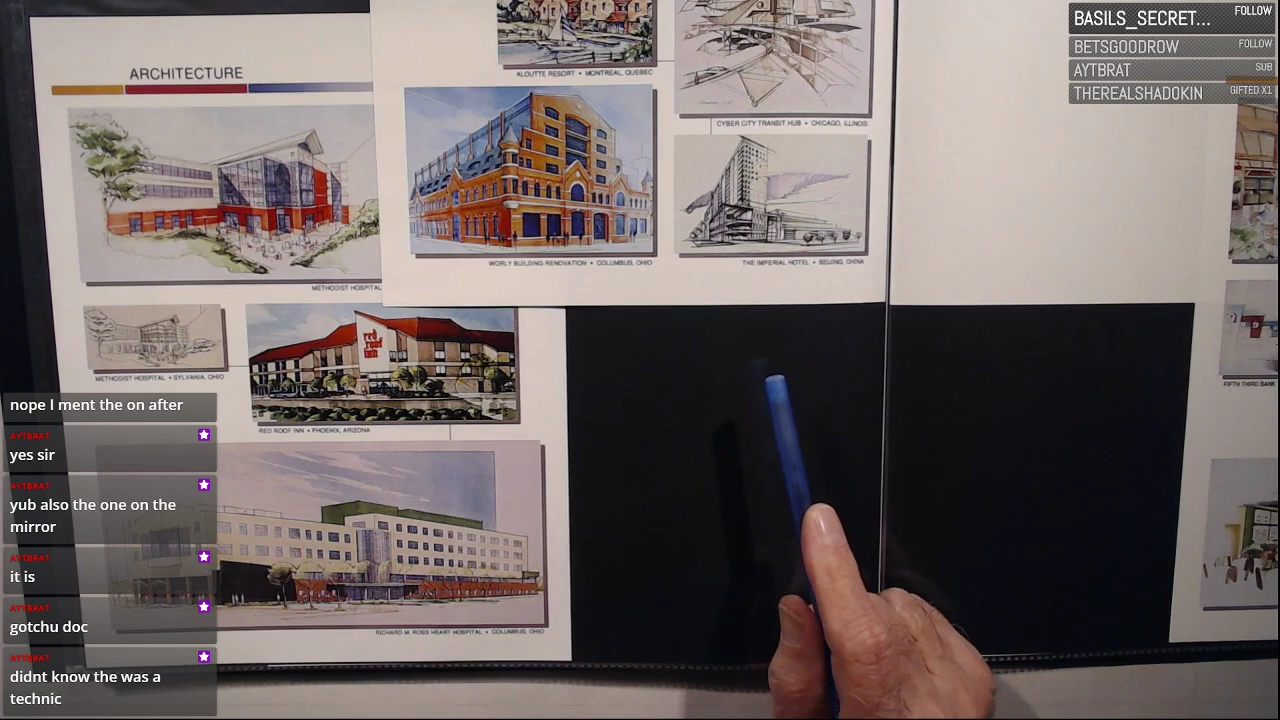 BASILS_SECRET...
FOLLOW
BETSGOODROW
FOLLOW
AYTBRAT
SUB
THEREALSHADOKIN
GIFTED X1
ARCHITECTURE
ALOUTTE RESORT • MONTREAL, QUEBEC
CYBER CITY TRANSIT HUB • CHICAGO, ILLINOIS
WORLY BUILDING RENOVATION • COLUMBUS, OHIO
THE IMPERIAL HOTEL • BEIJING, CHINA
METHODIST HOSPITAL
METHODIST HOSPITAL • SYLVANIA, OHIO
red
roof
inn
RED ROOF INN • PHOENIX, ARIZONA
FIFTH THIRD BANK
RICHARD M. ROSS HEART HOSPITAL • COLUMBUS, OHIO
nope I ment the on after
AYTBRAT
yes sir
AYTBRAT
yub also the one on the
mirror
AYTBRAT
it is
AYTBRAT
gotchu doc
AYTBRAT
didnt know the was a
technic